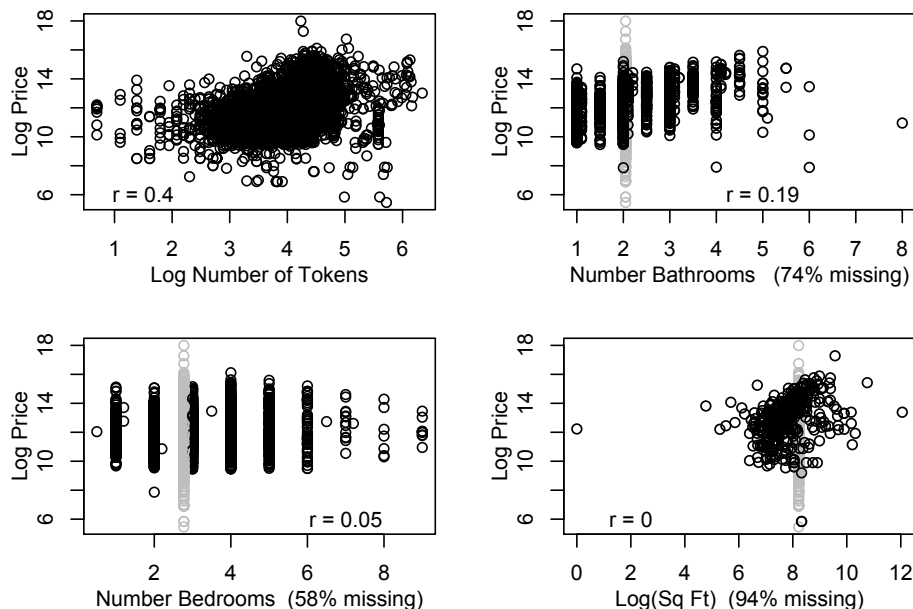 18
14
10
6
Log Price
r = 0.4
1 2 3 4 5 6
Log Number of Tokens
18
14
10
6
Log Price
r = 0.19
1 2 3 4 5 6 7 8
Number Bathrooms (74% missing)
18
14
10
6
Log Price
r = 0.05
2 4 6 8
Number Bedrooms (58% missing)
18
14
10
6
Log Price
r = 0
0 2 4 6 8 10 12
Log(Sq Ft) (94% missing)